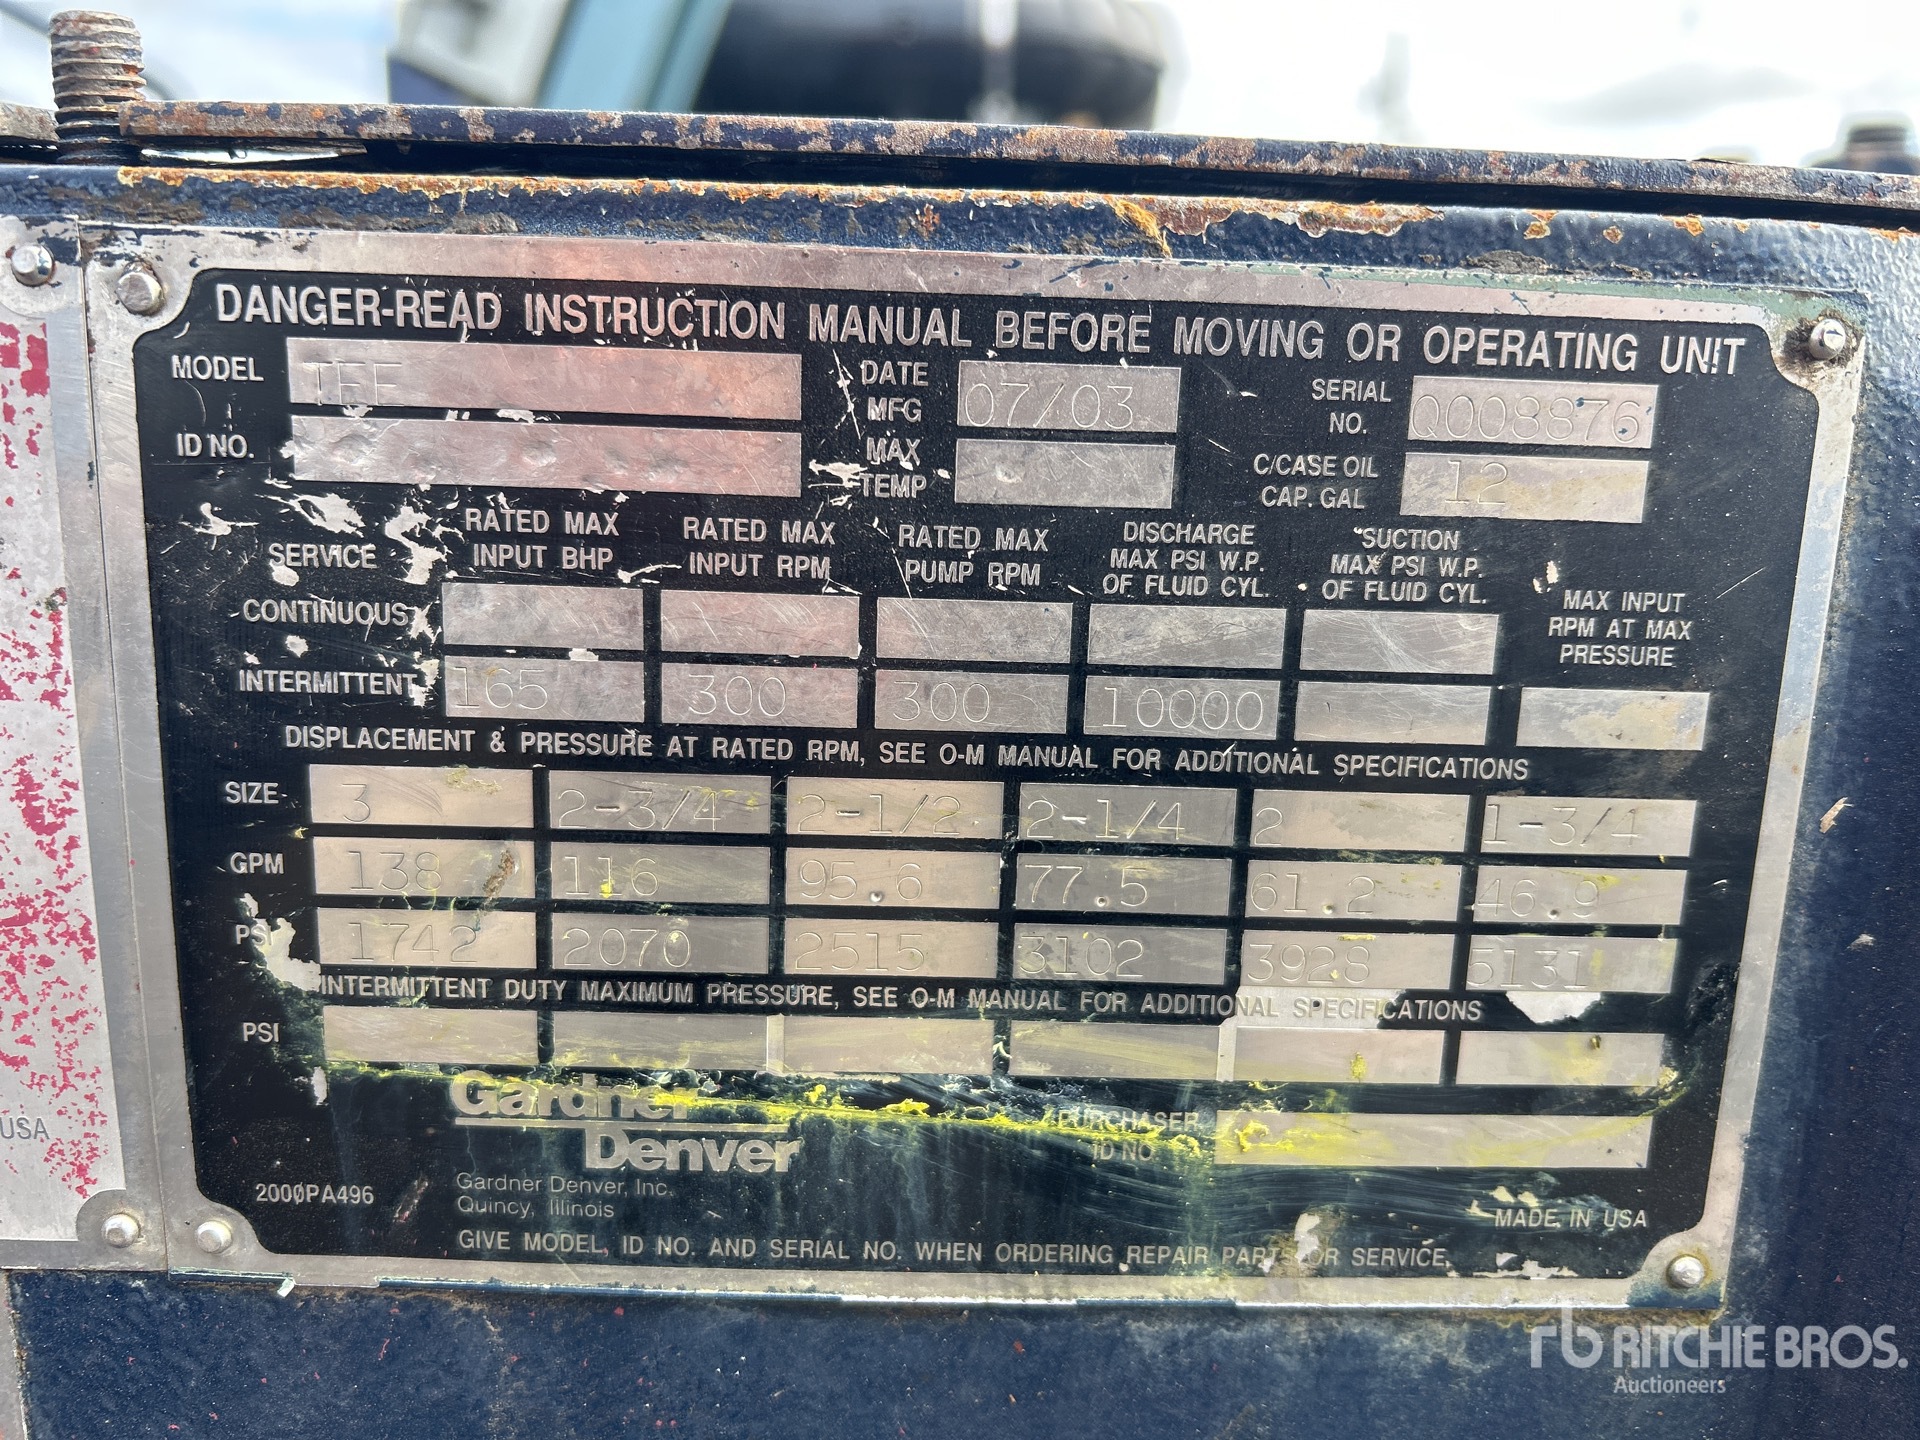 DANGER-READ INSTRUCTION MANUAL BEFORE MOVING OR OPERATING UNIT
MODEL TEE DATE MFG 07/03 SERIAL NO. Q008876
ID NO. MAX TEMP C/CASE OIL CAP. GAL 12
SERVICE RATED MAX INPUT BHP RATED MAX INPUT RPM RATED MAX PUMP RPM DISCHARGE MAX PSI W.P. OF FLUID CYL. SUCTION MAX PSI W.P. OF FLUID CYL. MAX INPUT RPM AT MAX PRESSURE
CONTINUOUS
INTERMITTENT 165 300 300 10000
DISPLACEMENT & PRESSURE AT RATED RPM, SEE O-M MANUAL FOR ADDITIONAL SPECIFICATIONS
SIZE 3 2-3/4 2-1/2 2-1/4 2 1-3/4
GPM 138 116 95.6 77.5 61.2 46.9
PSI 1742 2070 2515 3102 3928 5131
INTERMITTENT DUTY MAXIMUM PRESSURE, SEE O-M MANUAL FOR ADDITIONAL SPECIFICATIONS
PSI
Gardner
Denver
PURCHASER
ID NO.
Gardner Denver, Inc.
Quincy, Illinois
200ØPA496
MADE IN USA
GIVE MODEL, ID NO. AND SERIAL NO. WHEN ORDERING REPAIR PARTS OR SERVICE.
USA
rb RITCHIE BROS.
Auctioneers